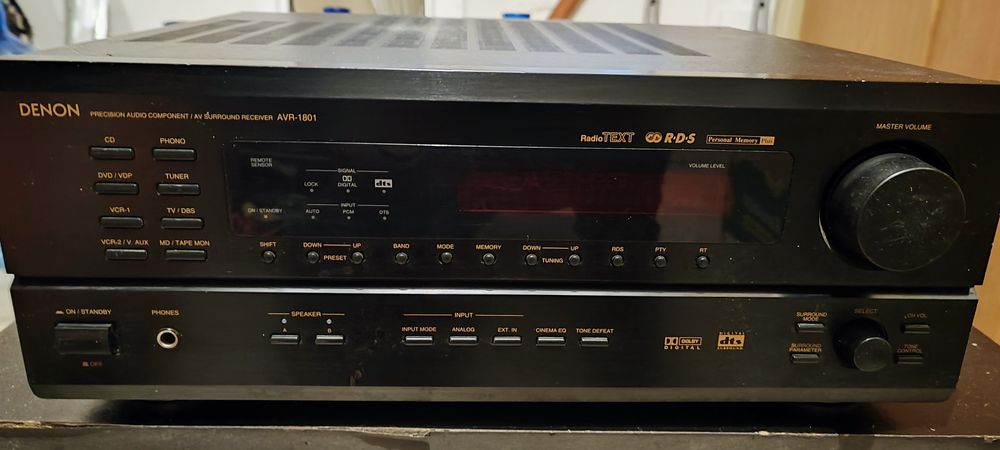 DENON PRECISION AUDIO COMPONENT / AV SURROUND RECEIVER AVR-1801
RadioTEXT R·D·S Personal Memory Plus
MASTER VOLUME
CD PHONO
DVD / VDP TUNER
VCR-1 TV / DBS
VCR-2 / V. AUX MD / TAPE MON
REMOTE
SENSOR
SIGNAL
LOCK DIGITAL dts
INPUT
ON / STANDBY AUTO PCM DTS
VOLUME LEVEL
SHIFT DOWN UP BAND MODE MEMORY DOWN UP RDS PTY RT
PRESET TUNING
ON / STANDBY
OFF
PHONES
SPEAKER
A B
INPUT
INPUT MODE ANALOG EXT. IN CINEMA EQ TONE DEFEAT
DOLBY
DIGITAL
DIGITAL
dts
SURROUND
SURROUND
MODE
SELECT
CH VOL.
SURROUND
PARAMETER
TONE
CONTROL